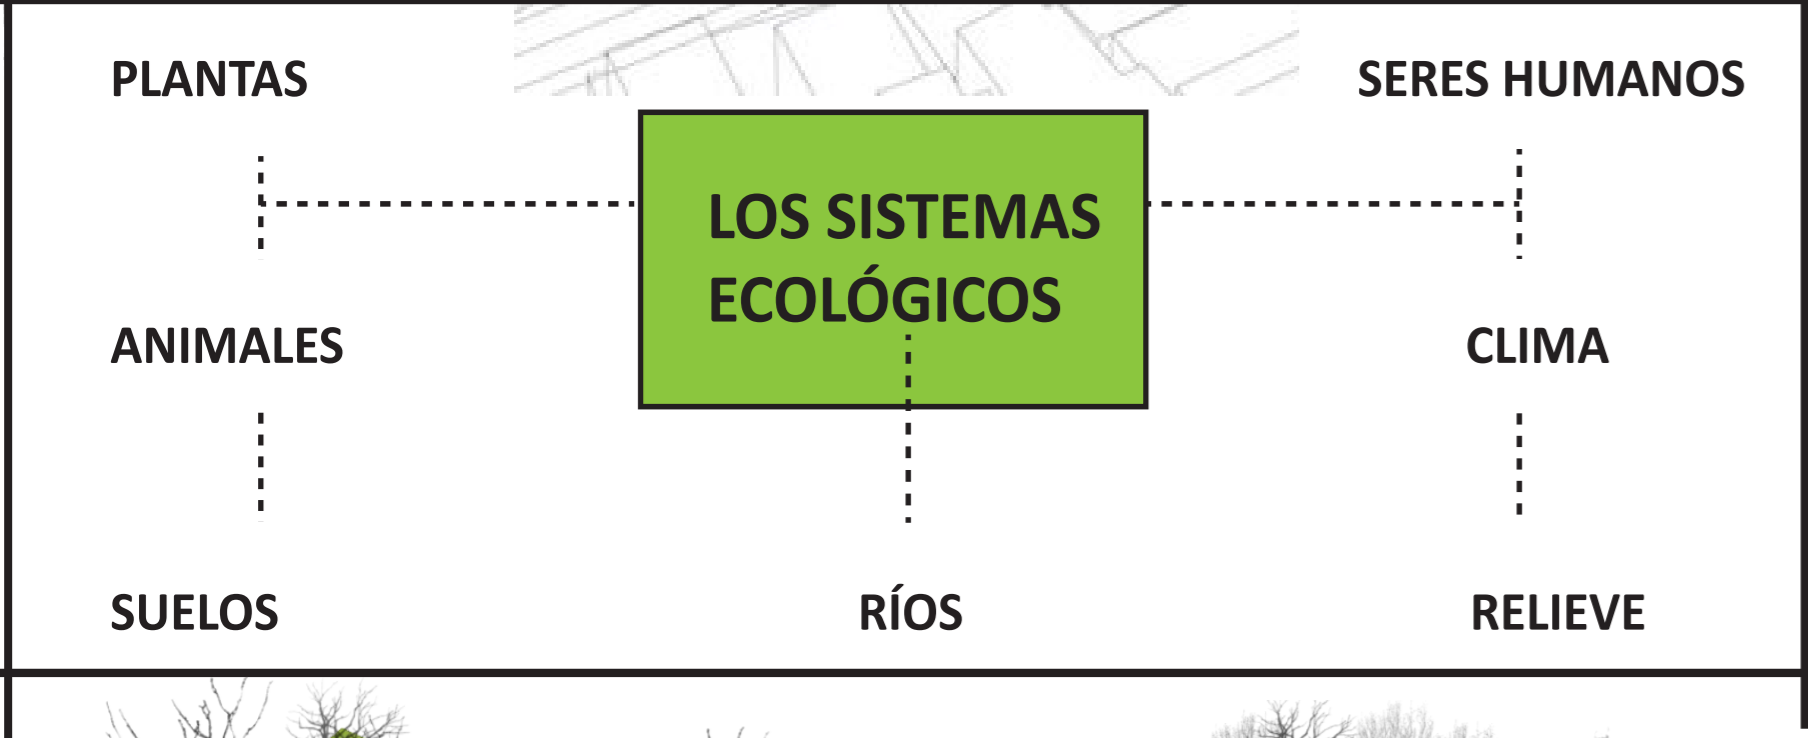 PLANTAS
SERES HUMANOS
LOS SISTEMAS
ECOLÓGICOS
ANIMALES
CLIMA
SUELOS
RÍOS
RELIEVE